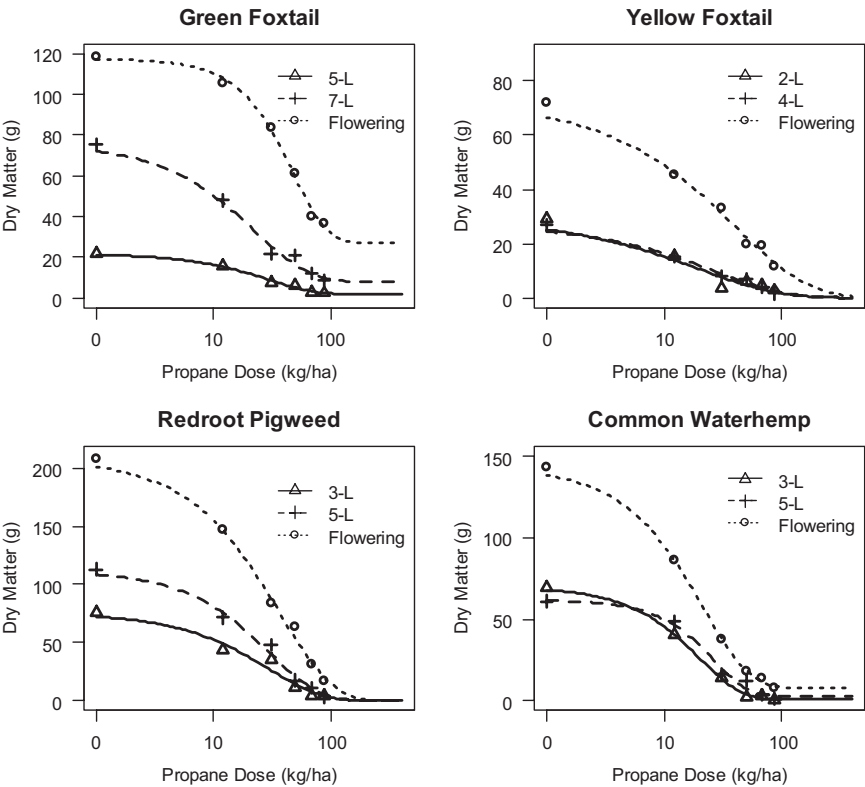 Green Foxtail
120
100
80
60
40
20
0
Dry Matter (g)
5-L
7-L
Flowering
0 10 100
Propane Dose (kg/ha)
Yellow Foxtail
80
60
40
20
0
Dry Matter (g)
2-L
4-L
Flowering
0 10 100
Propane Dose (kg/ha)
Redroot Pigweed
200
150
100
50
0
Dry Matter (g)
3-L
5-L
Flowering
0 10 100
Propane Dose (kg/ha)
Common Waterhemp
150
100
50
0
Dry Matter (g)
3-L
5-L
Flowering
0 10 100
Propane Dose (kg/ha)